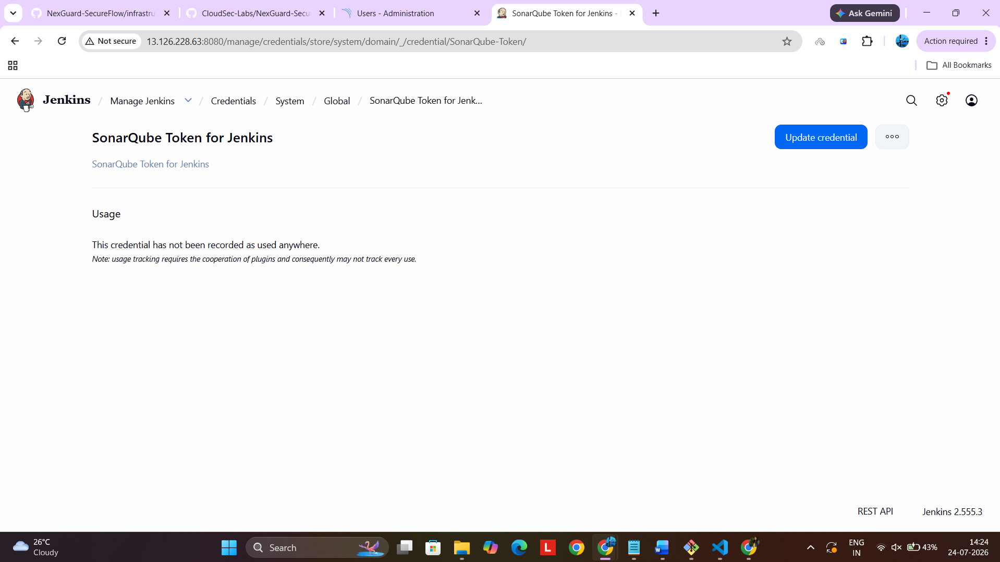 NexGuard-SecureFlow/infrastru
CloudSec-Labs/NexGuard-Secu
Users - Administration
SonarQube Token for Jenkins -
Ask Gemini
Not secure
13.126.228.63:8080/manage/credentials/store/system/domain/_/credential/SonarQube-Token/
Action required
All Bookmarks
Jenkins / Manage Jenkins / Credentials / System / Global / SonarQube Token for Jenk...
SonarQube Token for Jenkins
Update credential
SonarQube Token for Jenkins
Usage
This credential has not been recorded as used anywhere.
Note: usage tracking requires the cooperation of plugins and consequently may not track every use.
REST API
Jenkins 2.555.3
26°C
Cloudy
Search
L
W
ENG
IN
43%
14:24
24-07-2026